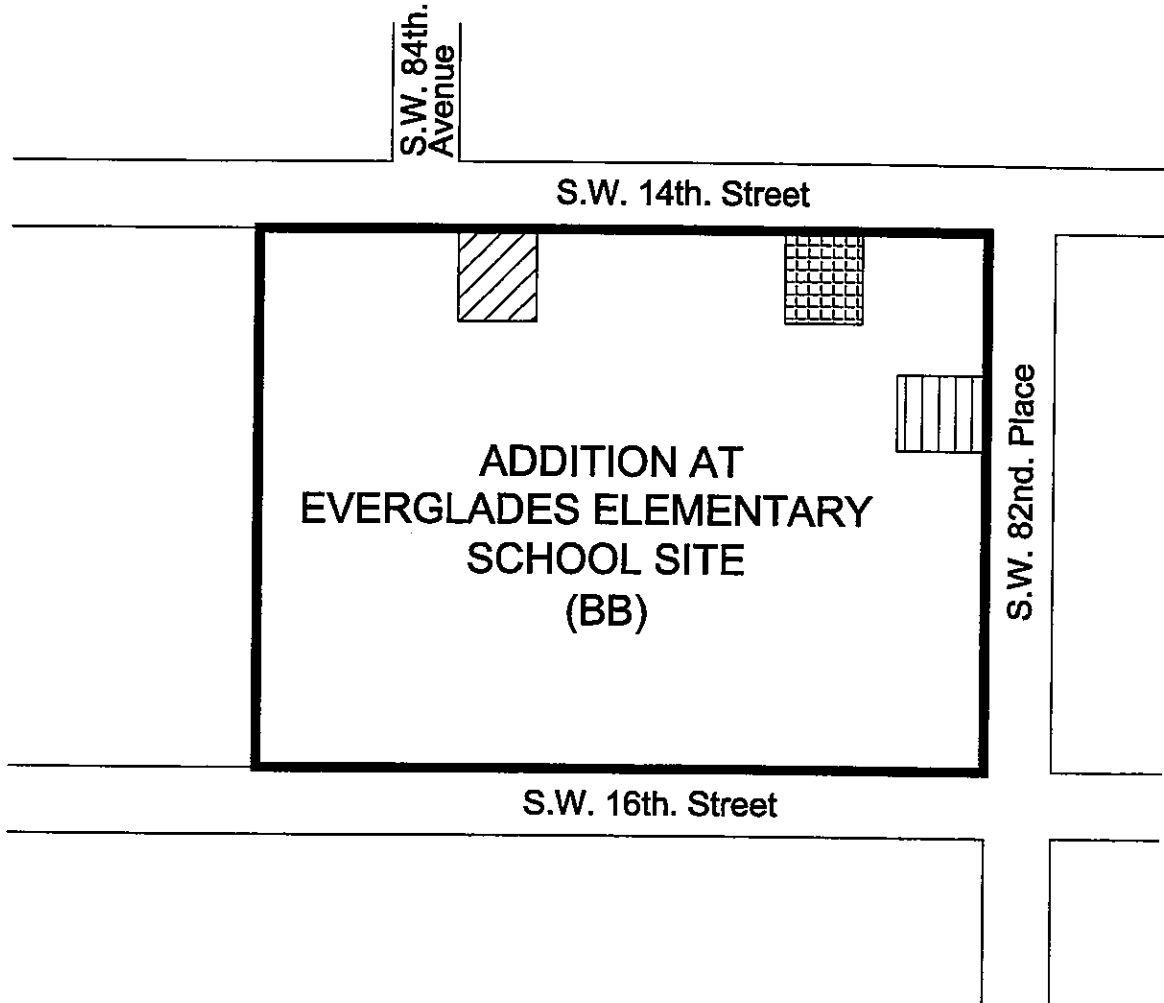 S.W. 84th.
Avenue
S.W. 14th. Street
S.W. 82nd. Place
ADDITION AT
EVERGLADES ELEMENTARY
SCHOOL SITE
(BB)
S.W. 16th. Street